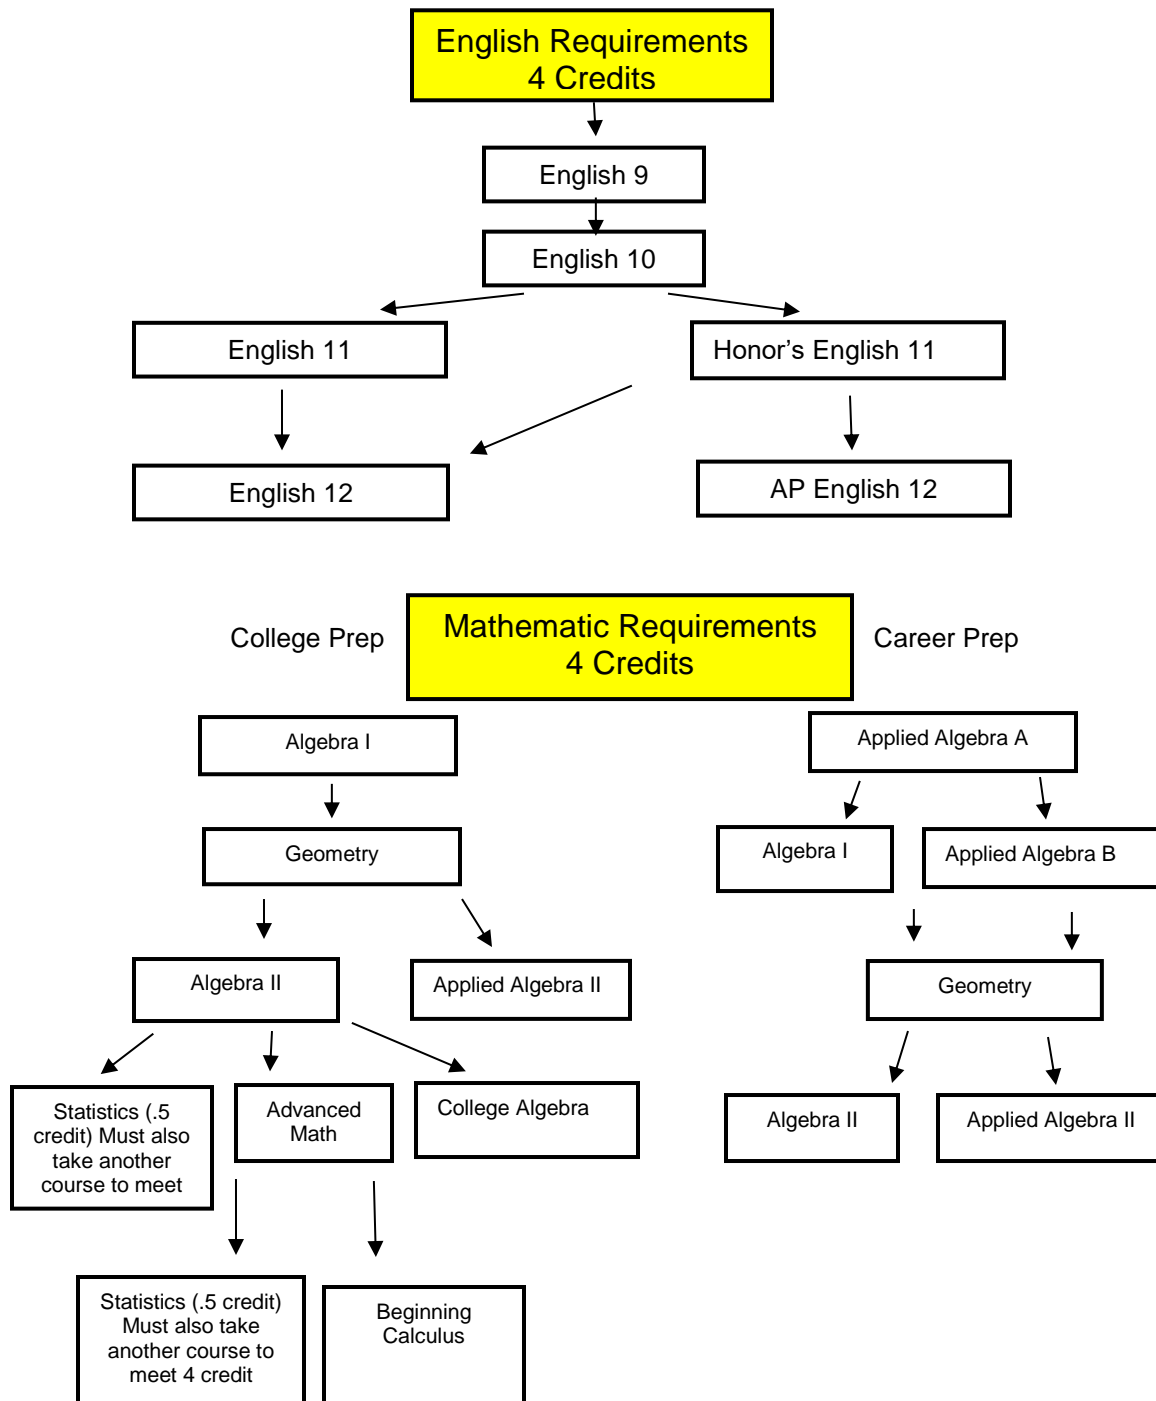 English Requirements
4 Credits
English 9
English 10
English 11
Honor's English 11
English 12
AP English 12
College Prep
Mathematic Requirements
4 Credits
Career Prep
Algebra I
Applied Algebra A
Geometry
Algebra I
Applied Algebra B
Algebra II
Applied Algebra II
Geometry
Statistics (.5
credit) Must also
take another
course to meet
Advanced
Math
College Algebra
Algebra II
Applied Algebra II
Statistics (.5 credit)
Must also take
another course to
meet 4 credit
Beginning
Calculus